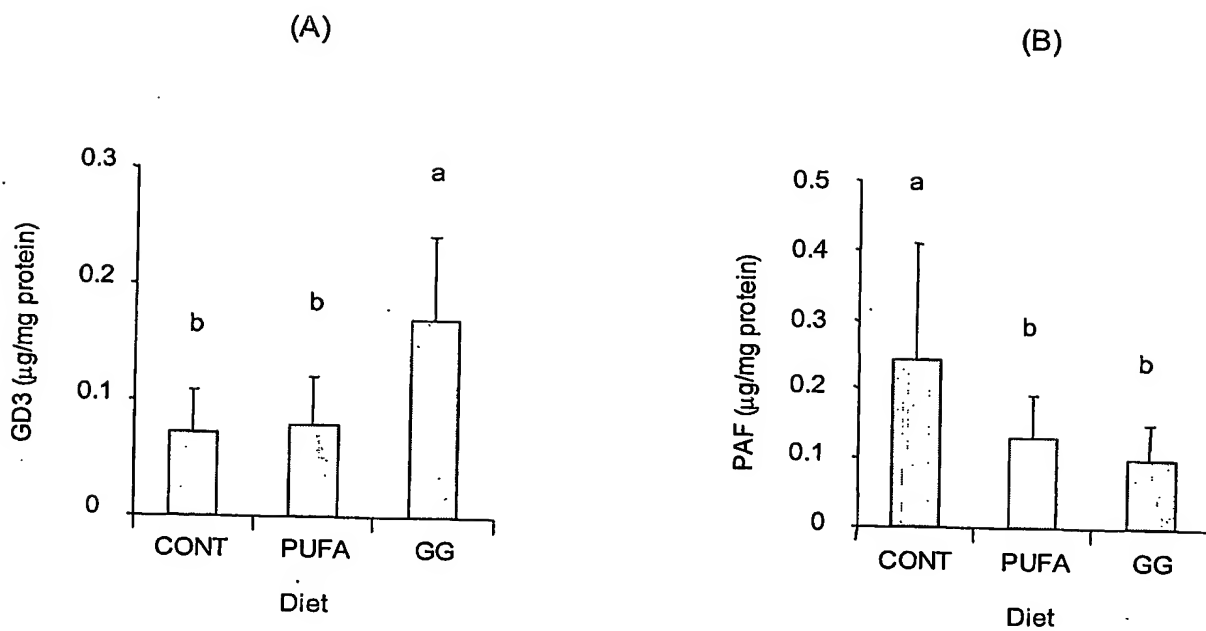 (A)
0.3
0.2
0.1
0
GD3 (µg/mg protein)
b
b
a
CONT PUFA GG
Diet
(B)
0.5
0.4
0.3
0.2
0.1
0
PAF (µg/mg protein)
a
b
b
CONT PUFA GG
Diet